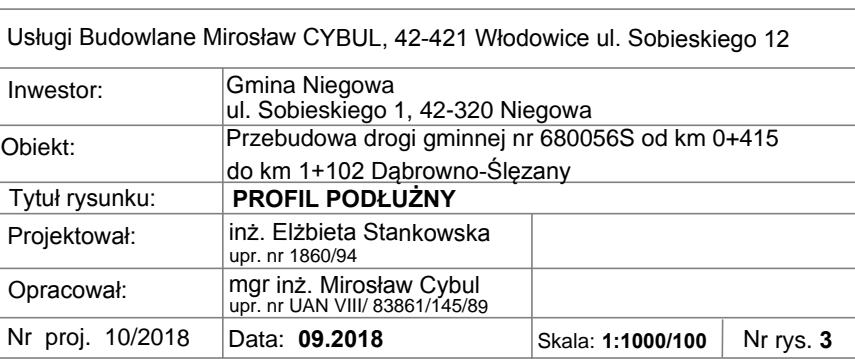 Usługi Budowlane Mirosław CYBUL, 42-421 Włodowice ul. Sobieskiego 12
Inwestor: Gmina Niegowa
ul. Sobieskiego 1, 42-320 Niegowa
Obiekt: Przebudowa drogi gminnej nr 680056S od km 0+415
do km 1+102 Dąbrowno-Ślęzany
Tytuł rysunku: PROFIL PODŁUŻNY
Projektował: inż. Elżbieta Stankowska
upr. nr 1860/94
Opracował: mgr inż. Mirosław Cybul
upr. nr UAN VIII/ 83861/145/89
Nr proj. 10/2018 Data: 09.2018 Skala: 1:1000/100 Nr rys. 3